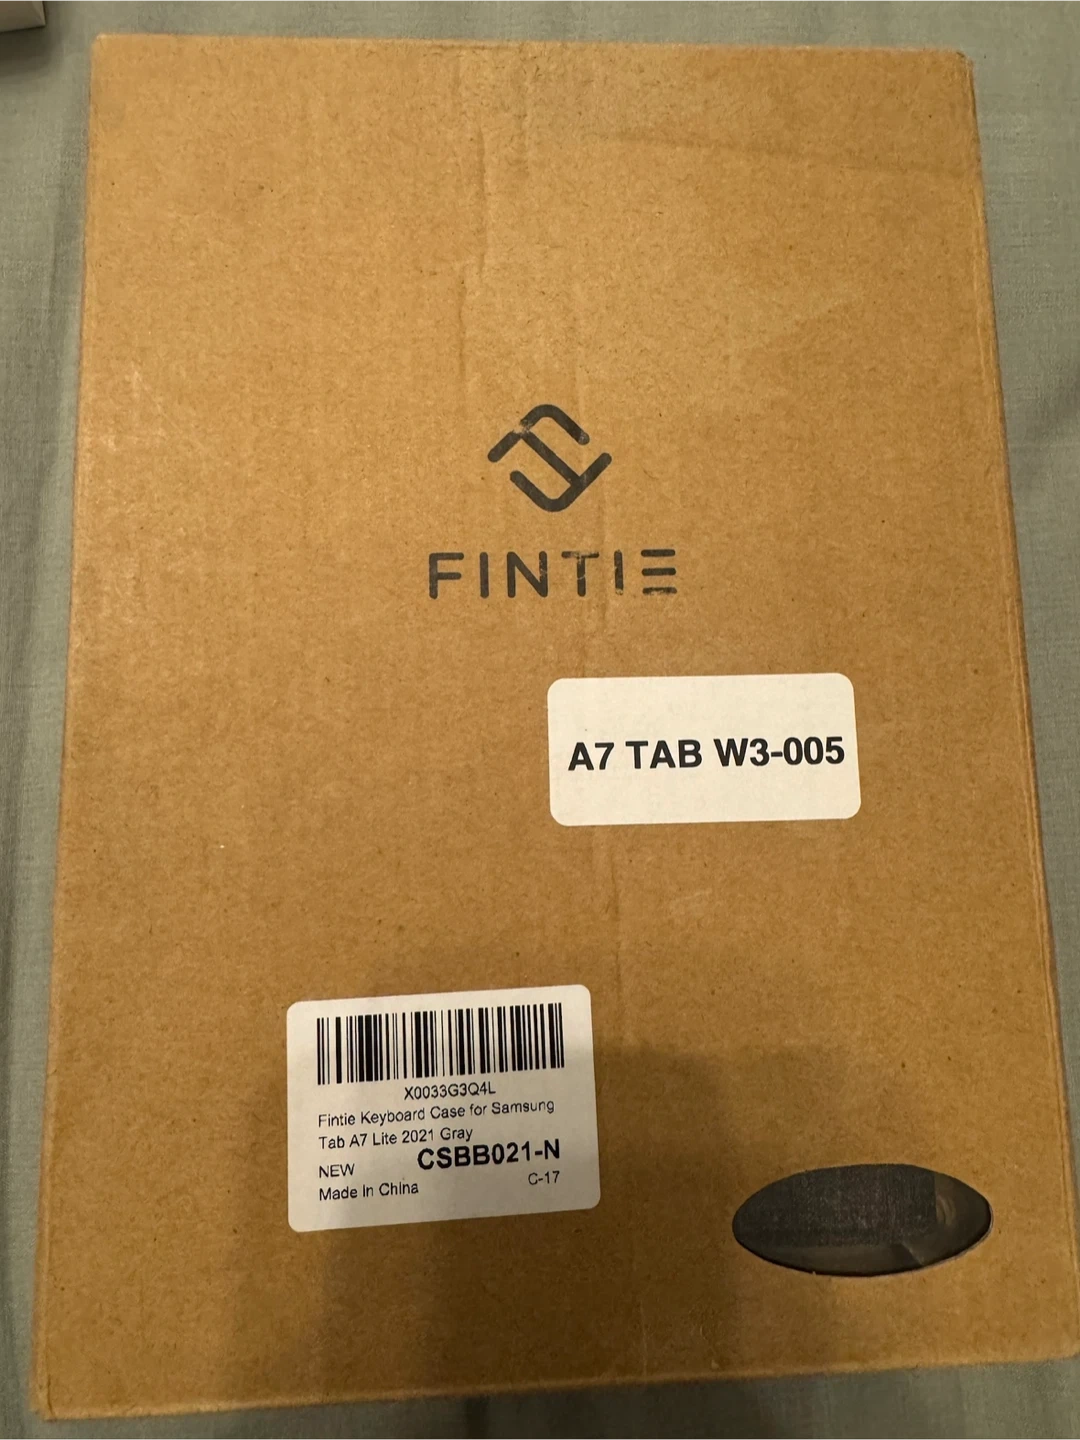 FINTIE
A7 TAB W3-005
X0033G3Q4L
Fintie Keyboard Case for Samsung
Tab A7 Lite 2021 Gray
NEW CSBB021-N
Made In China C-17